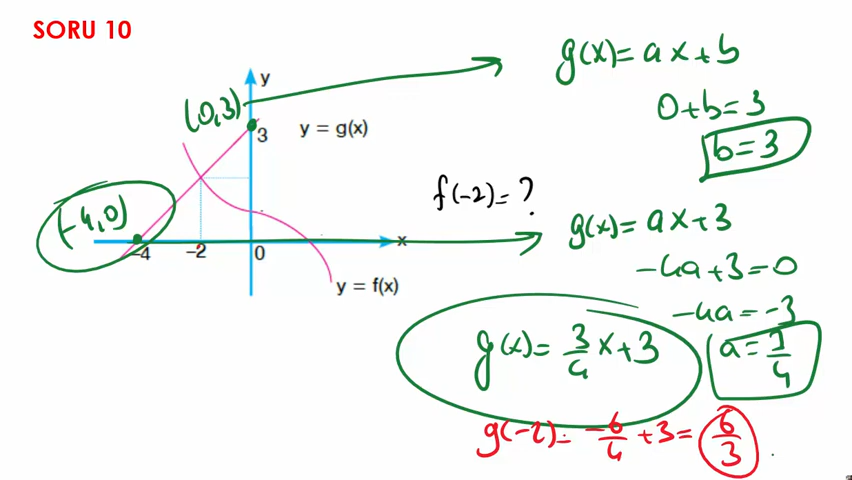 SORU 10
g(x) = ax+b
y
(0,3)
0+b=3
3
y = g(x)
b=3
f(-2)=?
(-4,0)
g(x)= ax+3
x
-4
-2
0
-4a+3=0
y = f(x)
-4a=-3
g(x)= 3/4 x+3
a=3/4
g(-2)= -6/4 +3= 6/3